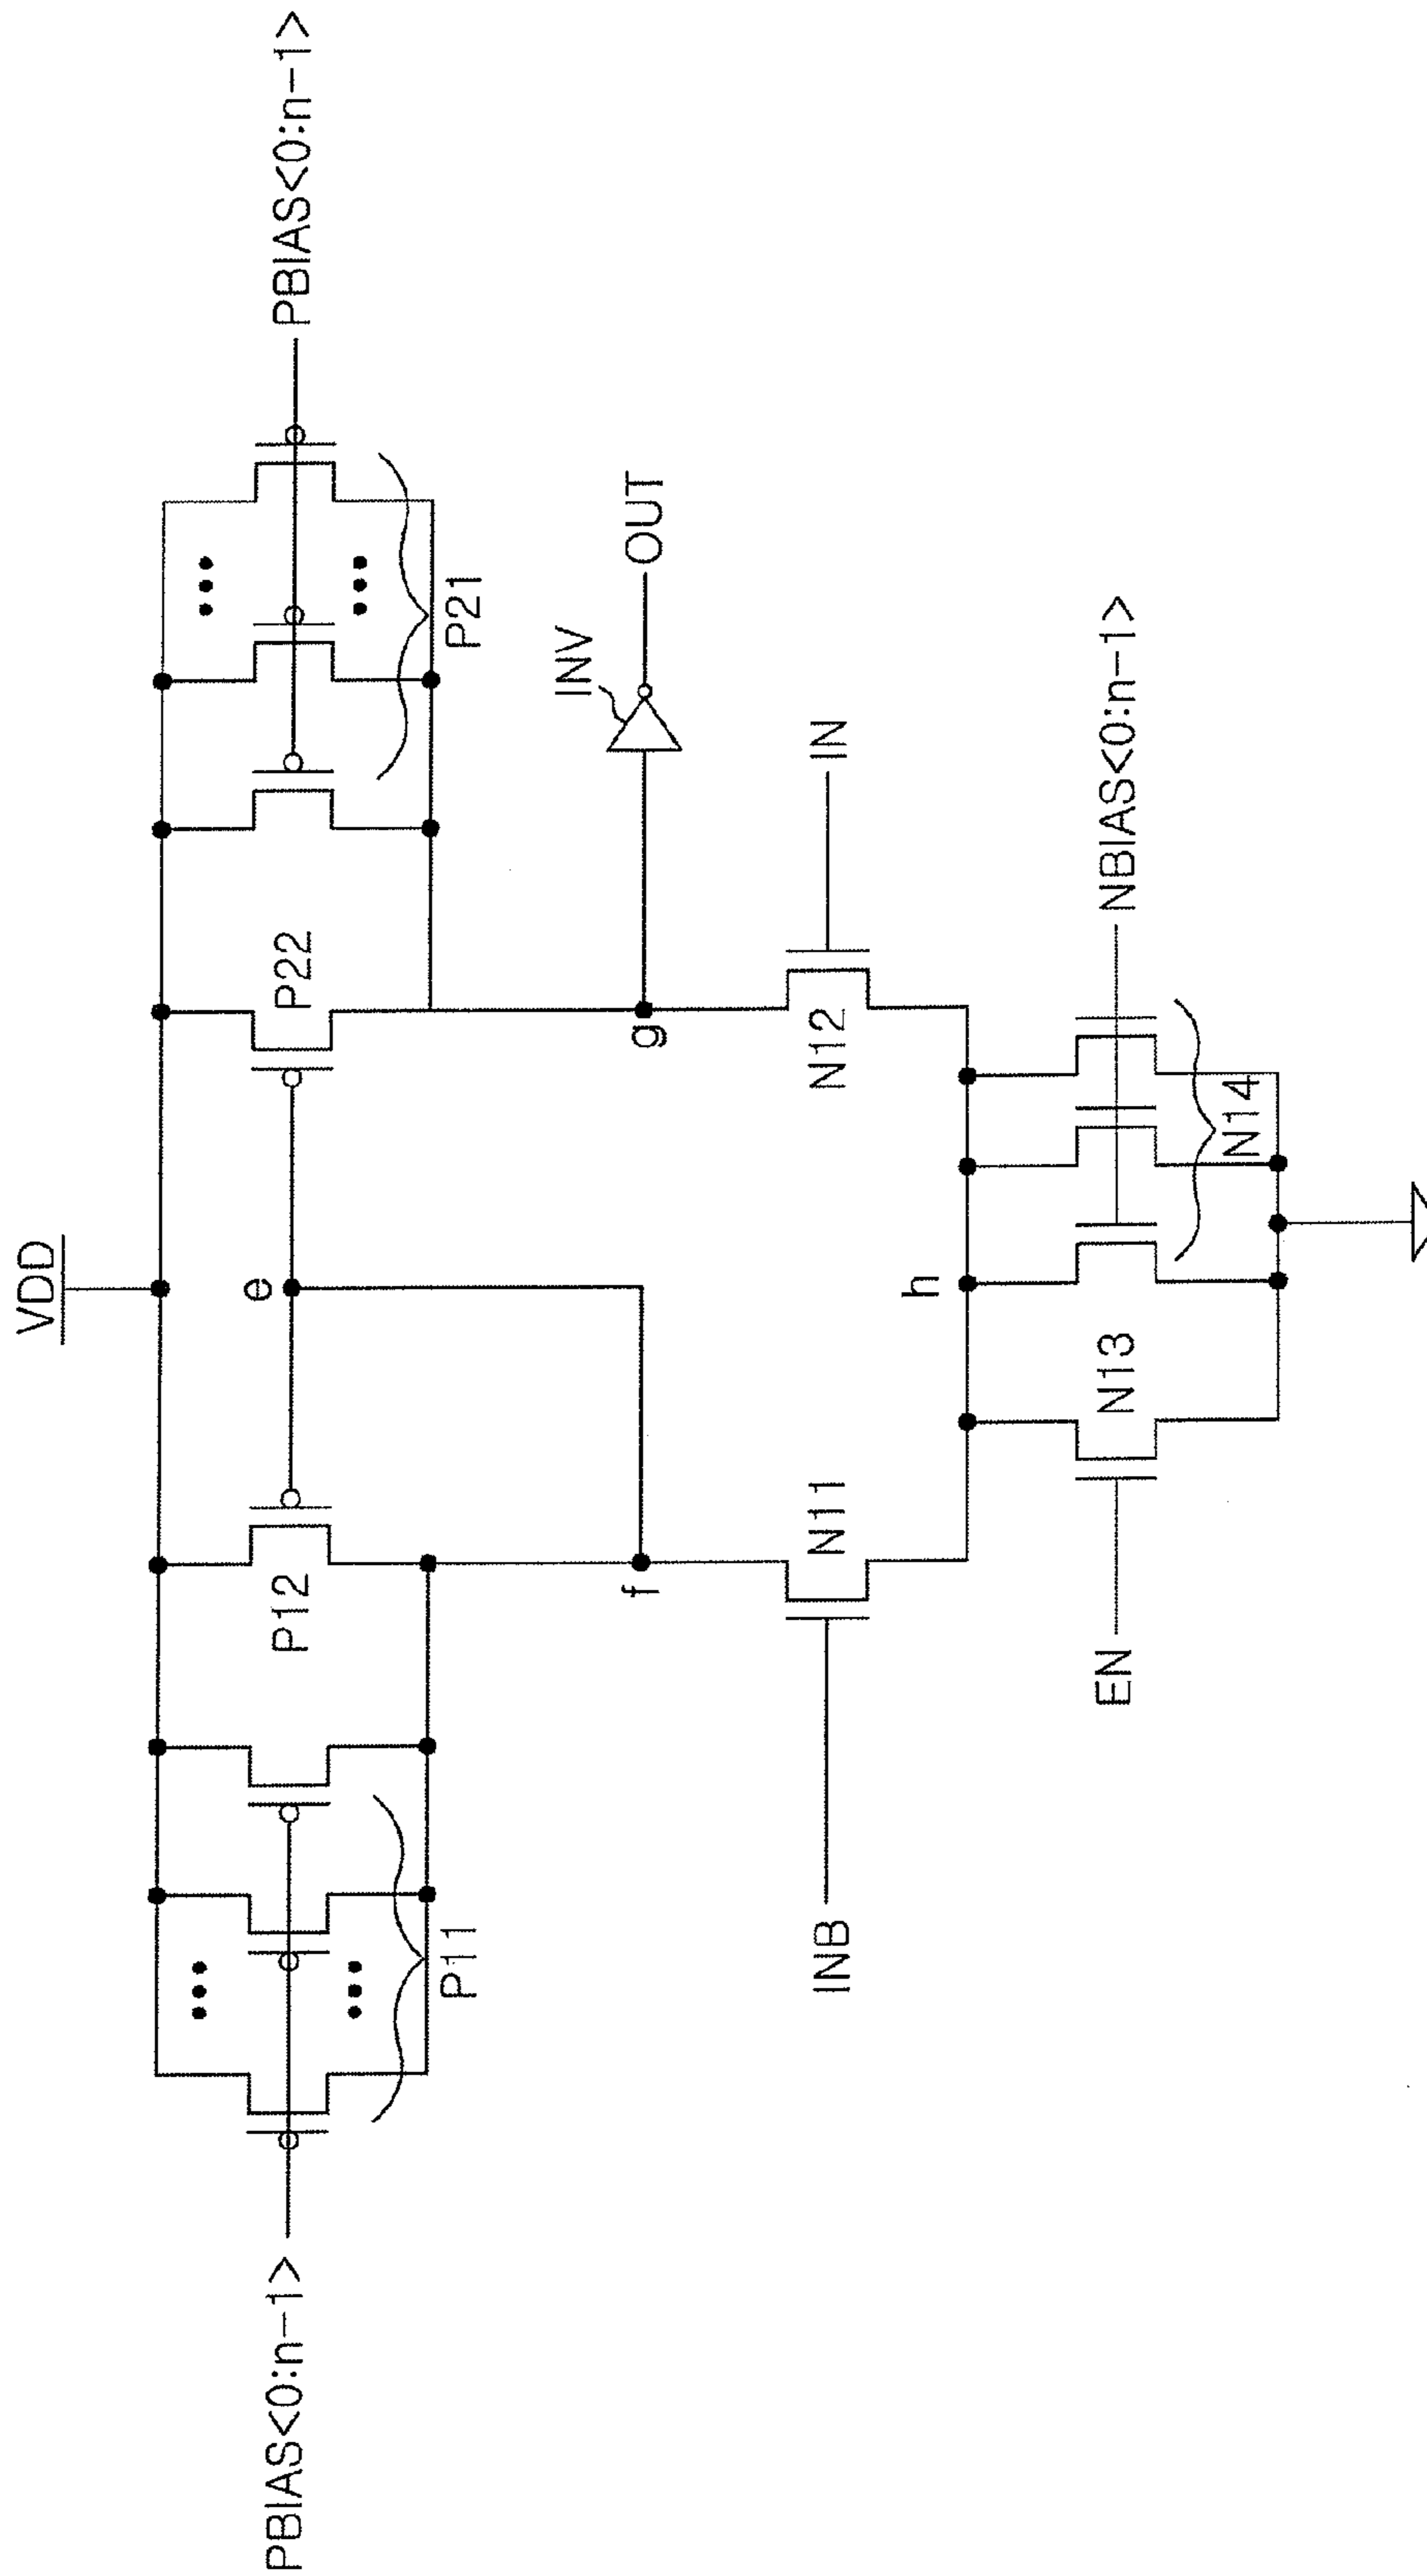 VDD
PBIAS<0:n-1>
P11
P12
e
P22
P21
PBIAS<0:n-1>
f
g
INV
OUT
INB
N11
N12
IN
h
EN
N13
N14
NBIAS<0:n-1>